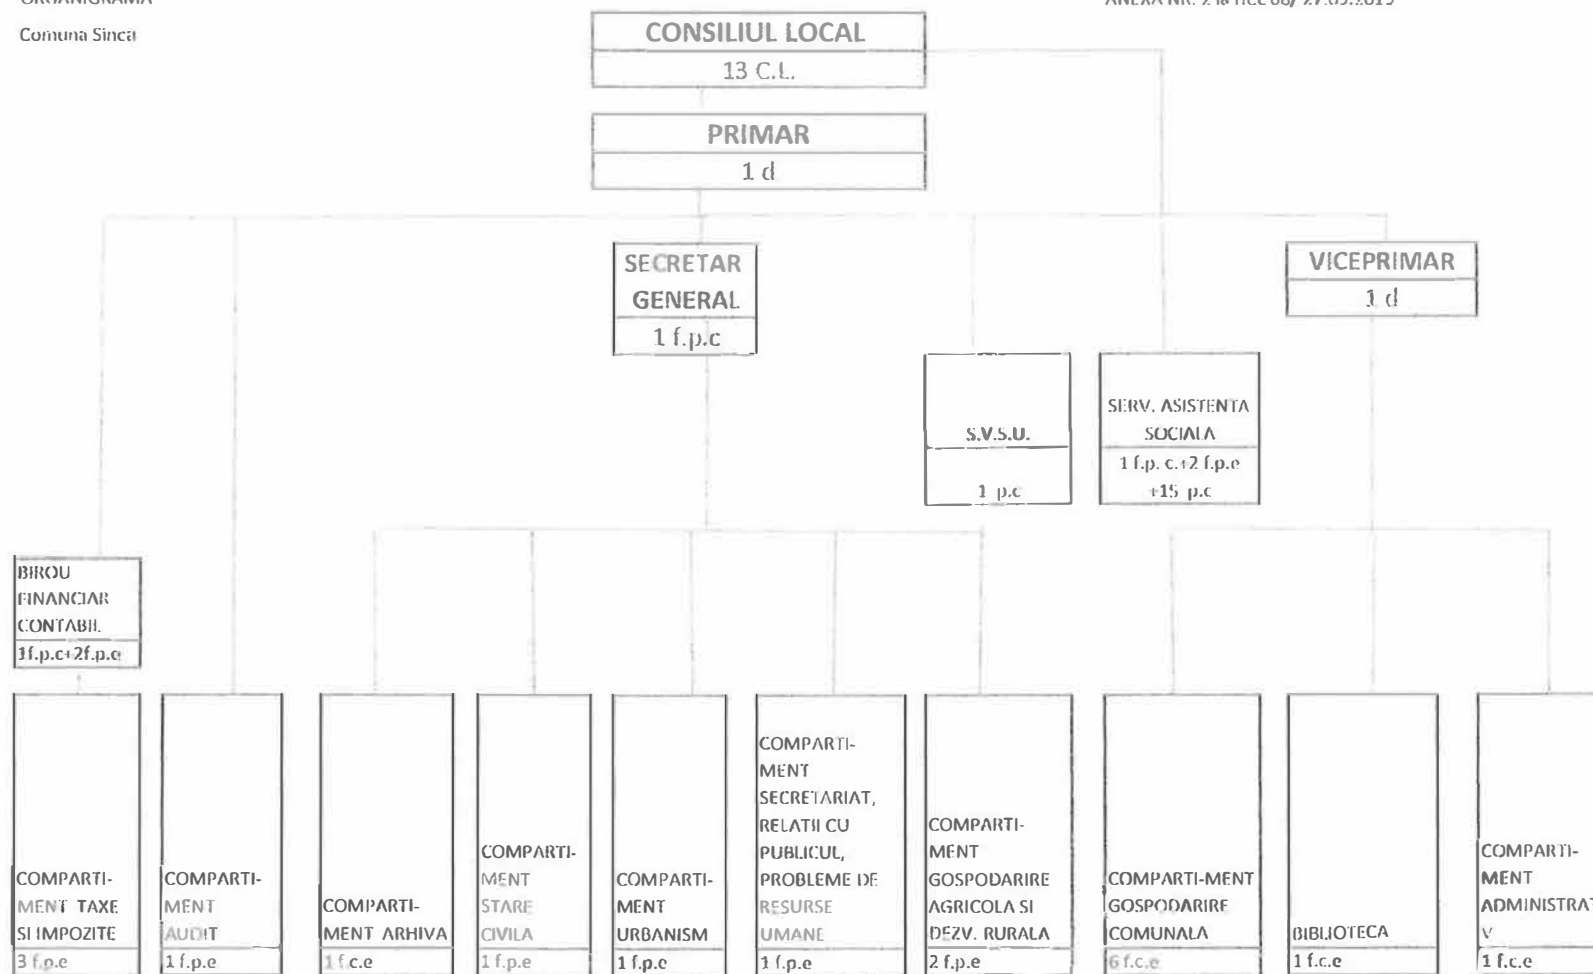 ORGANIGRAMA
Comuna Sinca
CONSILIUL LOCAL
13 C.L.
PRIMAR
1 d
SECRETAR
GENERAL
1 f.p.c
VICEPRIMAR
1 d
S.V.S.U.
1 p.c
SERV. ASISTENTA
SOCIALA
1 f.p. c.+2 f.p.e
+15 p.c
BIROU
FINANCIAR
CONTABIL
1f.p.c+2f.p.e
COMPARTI-
MENT TAXE
SI IMPOZITE
3 f.p.e
COMPARTI-
MENT
AUDIT
1 f.p.e
COMPARTI-
MENT ARHIVA
1 f.c.e
COMPARTI-
MENT
STARE
CIVILA
1 f.p.e
COMPARTI-
MENT
URBANISM
1 f.p.e
COMPARTI-
MENT
SECRETARIAT,
RELATII CU
PUBLICUL,
PROBLEME DE
RESURSE
UMANE
1 f.p.e
COMPARTI-
MENT
GOSPODARIRE
AGRICOLA SI
DEZV. RURALA
2 f.p.e
COMPARTI-MENT
GOSPODARIRE
COMUNALA
6 f.c.e
BIBLIOTECA
1 f.c.e
COMPARTI-
MENT
ADMINISTRAT
V
1 f.c.e